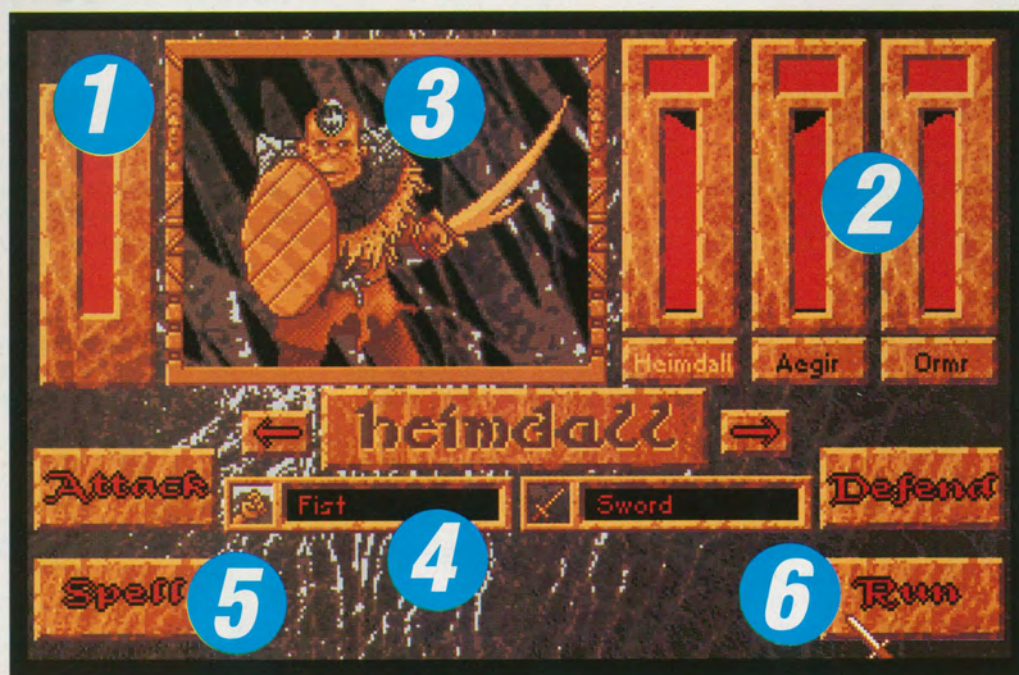 1
3
2
Heimdall Aegir Ormr
heimdall
Attack
Defend
Fist
Sword
4
Spell
5
6
Run